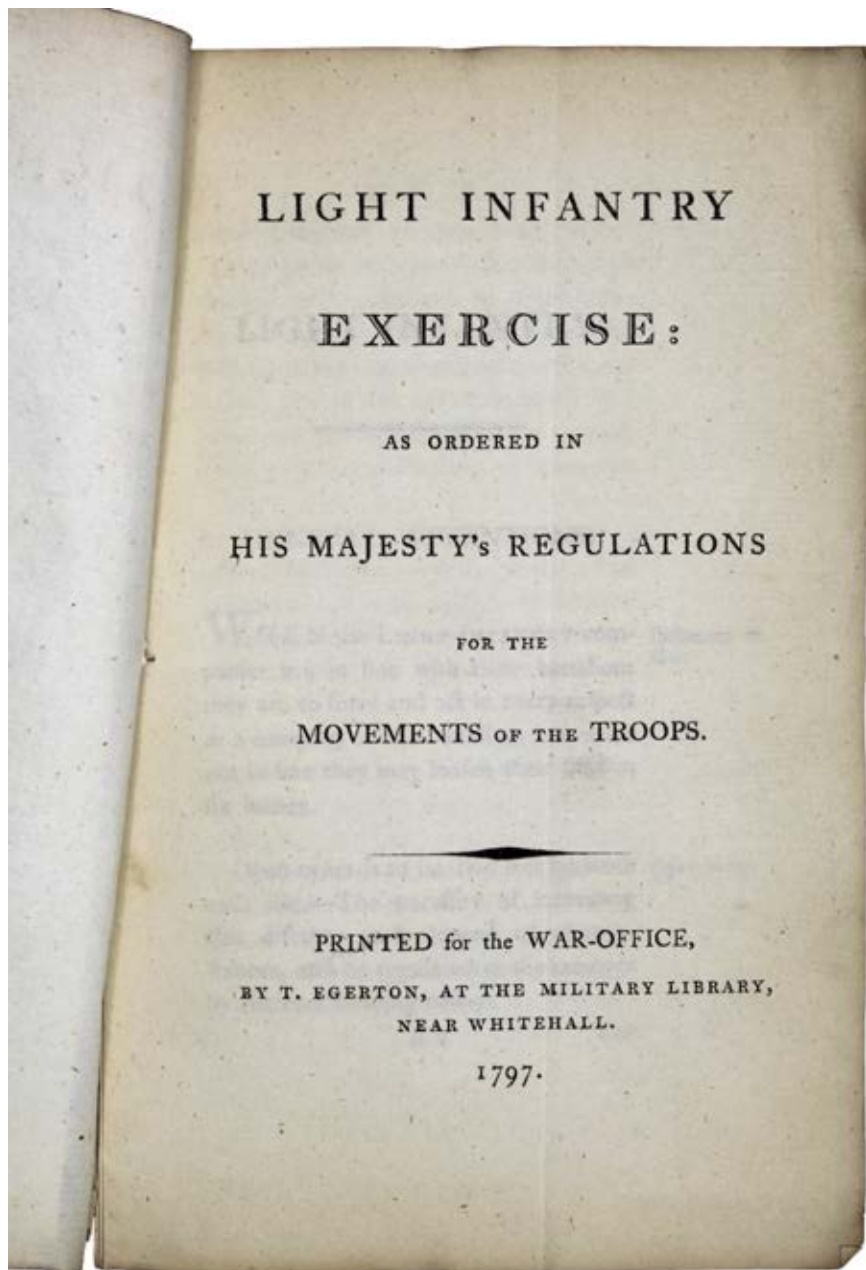 LIGHT INFANTRY
EXERCISE:
AS ORDERED IN
HIS MAJESTY's REGULATIONS
FOR THE
MOVEMENTS OF THE TROOPS.
PRINTED for the WAR-OFFICE,
BY T. EGERTON, AT THE MILITARY LIBRARY,
NEAR WHITEHALL.
1797.